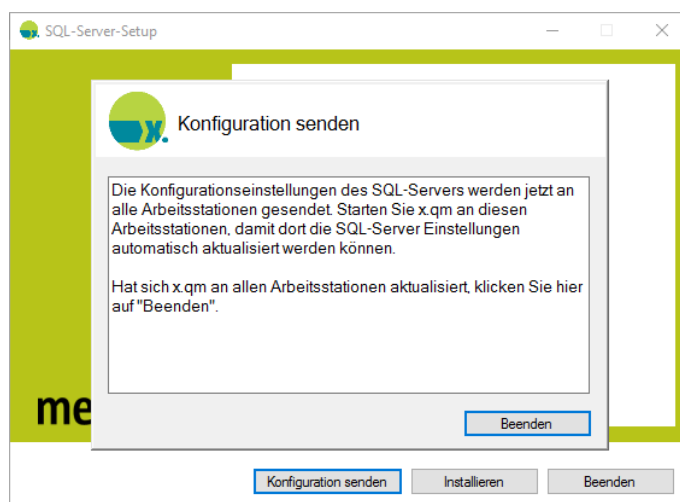 SQL-Server-Setup
x.
Konfiguration senden
Die Konfigurationseinstellungen des SQL-Servers werden jetzt an
alle Arbeitsstationen gesendet. Starten Sie x.qm an diesen
Arbeitsstationen, damit dort die SQL-Server Einstellungen
automatisch aktualisiert werden können.
Hat sich x.qm an allen Arbeitsstationen aktualisiert, klicken Sie hier
auf "Beenden".
me
Beenden
Konfiguration senden
Installieren
Beenden